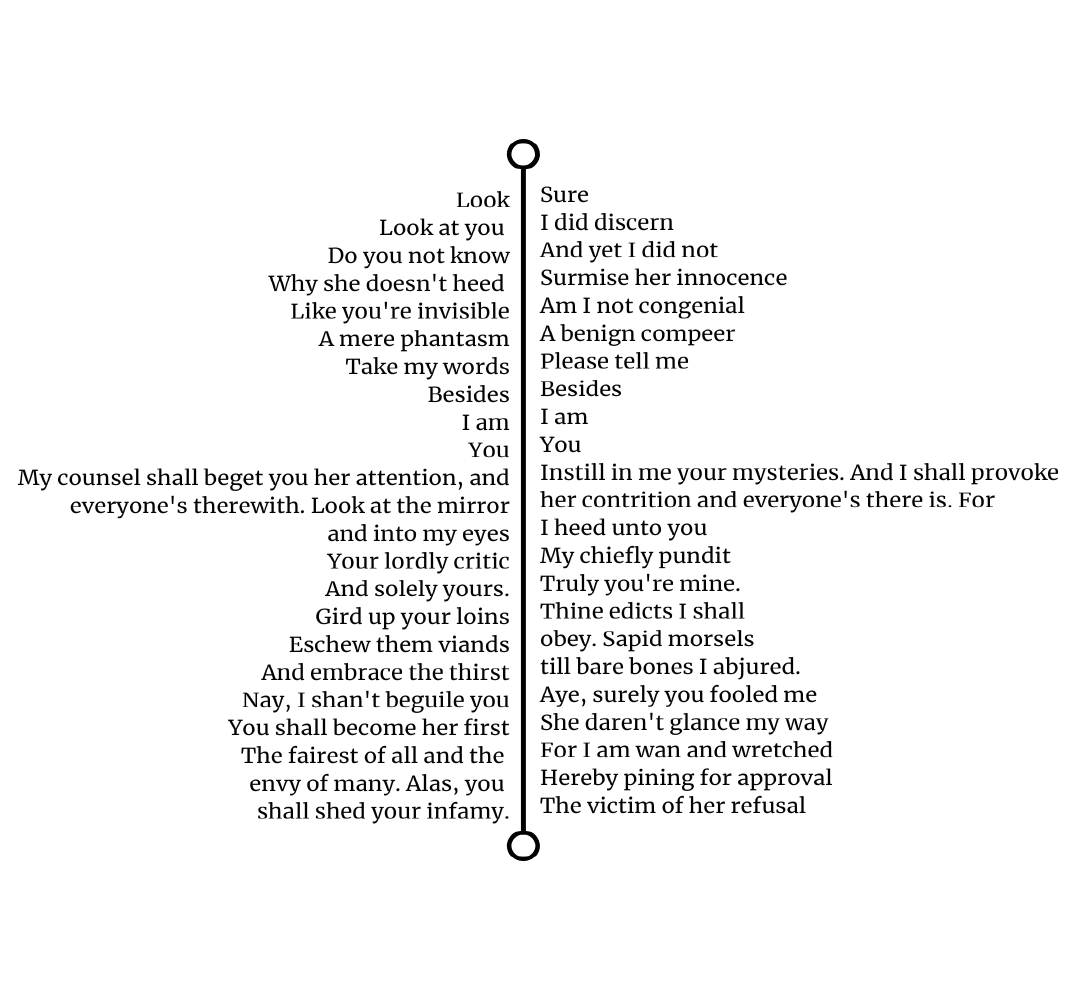 Look
Look at you
Do you not know
Why she doesn't heed
Like you're invisible
A mere phantasm
Take my words
Besides
I am
You
My counsel shall beget you her attention, and
everyone's therewith. Look at the mirror
and into my eyes
Your lordly critic
And solely yours.
Gird up your loins
Eschew them viands
And embrace the thirst
Nay, I shan't beguile you
You shall become her first
The fairest of all and the
envy of many. Alas, you
shall shed your infamy.
Sure
I did discern
And yet I did not
Surmise her innocence
Am I not congenial
A benign compeer
Please tell me
Besides
I am
You
Instill in me your mysteries. And I shall provoke
her contrition and everyone's there is. For
I heed unto you
My chiefly pundit
Truly you're mine.
Thine edicts I shall
obey. Sapid morsels
till bare bones I abjured.
Aye, surely you fooled me
She daren't glance my way
For I am wan and wretched
Hereby pining for approval
The victim of her refusal